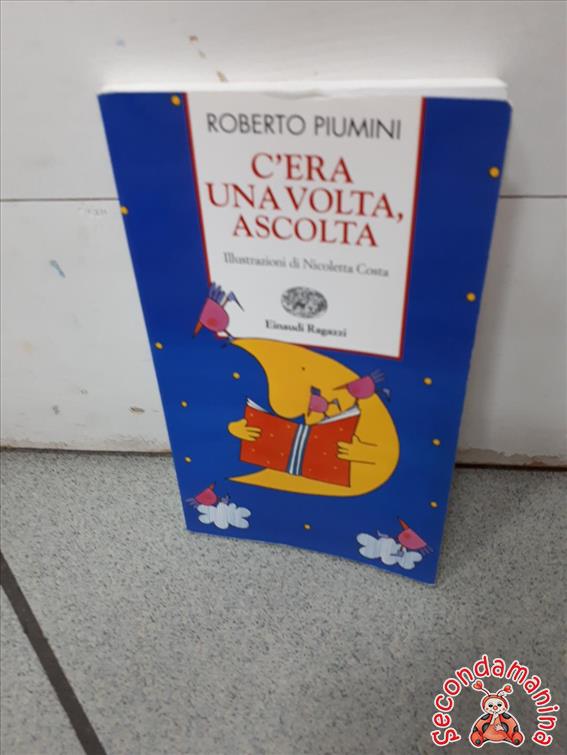 ROBERTO PIUMINI
C'ERA
UNA VOLTA,
ASCOLTA
Illustrazioni di Nicoletta Costa
Einaudi Ragazzi
Secondamanina